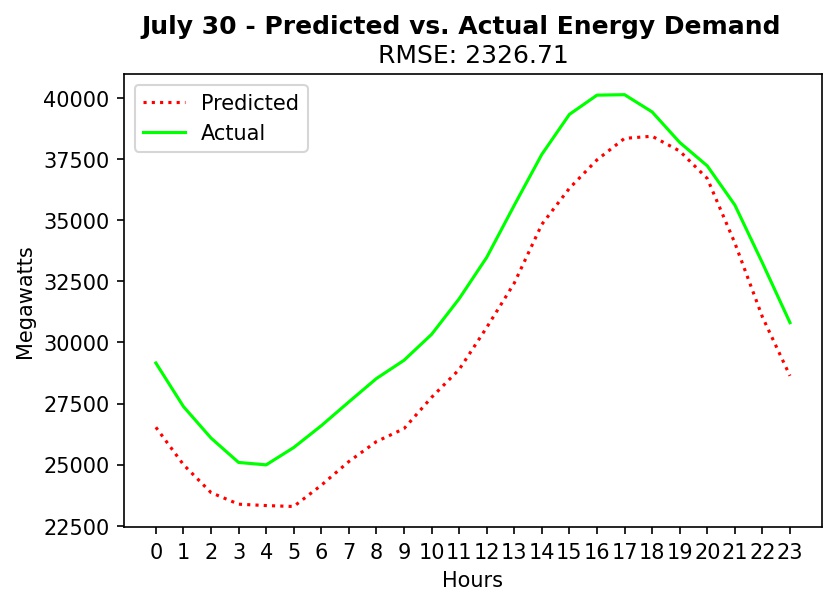 July 30 - Predicted vs. Actual Energy Demand
RMSE: 2326.71
Predicted
Actual
40000
37500
35000
32500
30000
27500
25000
22500
Megawatts
0 1 2 3 4 5 6 7 8 9 10 11 12 13 14 15 16 17 18 19 20 21 22 23
Hours